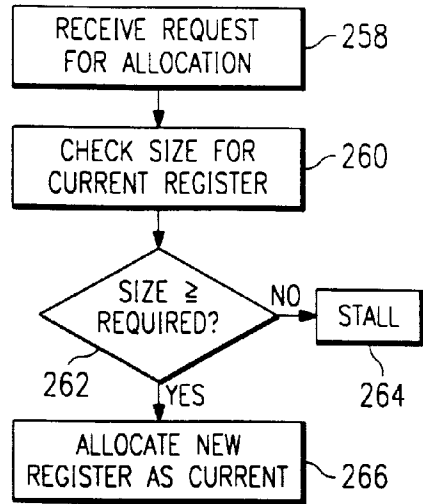 RECEIVE REQUEST
FOR ALLOCATION
258
CHECK SIZE FOR
CURRENT REGISTER
260
SIZE ≧
REQUIRED?
NO
STALL
262
264
YES
ALLOCATE NEW
REGISTER AS CURRENT
266